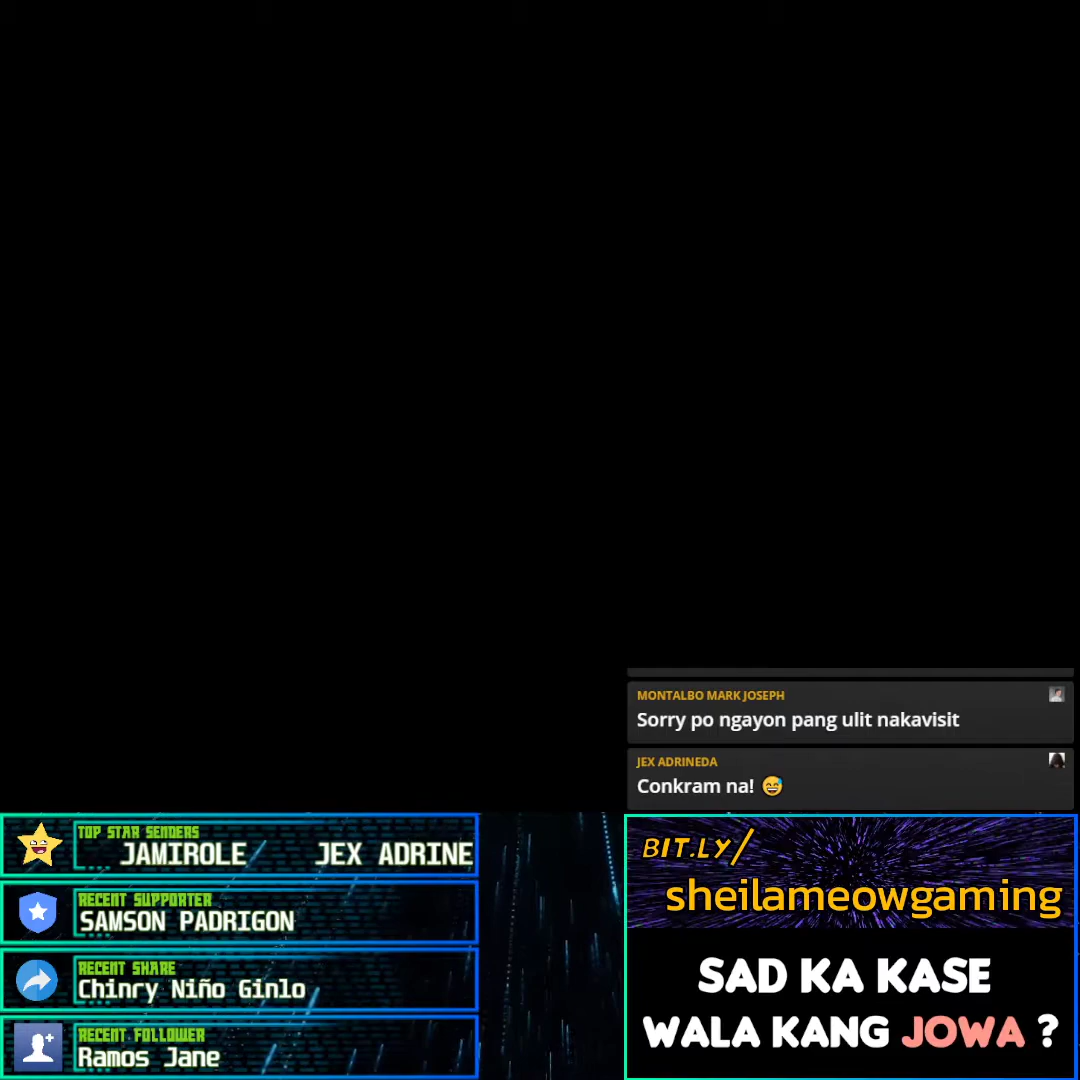 MONTALBO MARK JOSEPH
Sorry po ngayon pang ulit nakavisit
JEX ADRINEDA
Conkram na! 😅
TOP STAR SENDERS
JAMIROLE JEX ADRINE
RECENT SUPPORTER
SAMSON PADRIGON
RECENT SHARE
Chinry Niño Ginlo
RECENT FOLLOWER
Ramos Jane
BIT.LY/
sheilameowgaming
SAD KA KASE
WALA KANG JOWA ?